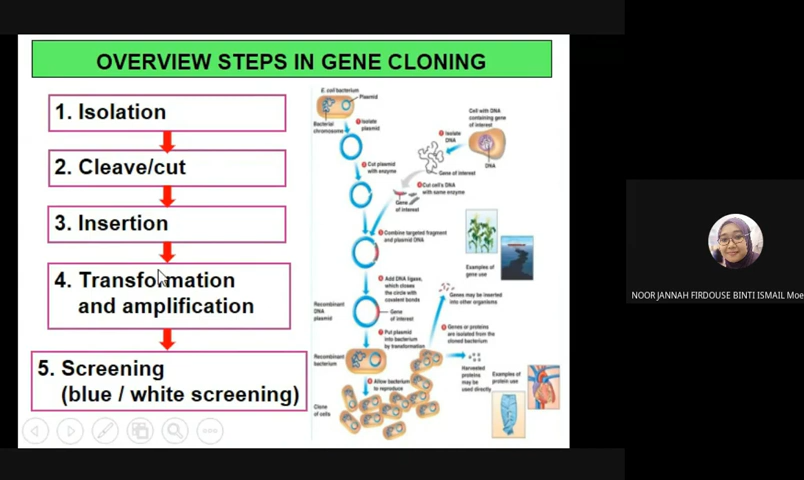 OVERVIEW STEPS IN GENE CLONING
1. Isolation
2. Cleave/cut
3. Insertion
4. Transformation
and amplification
5. Screening
(blue / white screening)
E. coli bacterium
Plasmid
Bacterial
chromosome
Isolate
plasmid
Cell with DNA
containing gene
of interest
Isolate
DNA
DNA
Gene of interest
Cut plasmid
with enzyme
Cut cell's DNA
with same enzyme
Gene
of interest
Combine targeted fragment
and plasmid DNA
Examples of
gene use
Add DNA ligase,
which closes
the circle with
covalent bonds
Genes may be inserted
into other organisms
Recombinant
DNA
plasmid
Gene
of interest
Put plasmid
into bacterium
by transformation
Genes or proteins
are isolated from the
cloned bacterium
Recombinant
bacterium
Harvested
proteins
may be
used directly
Examples of
protein use
Allow bacterium
to reproduce
Clone
of cells
NOOR JANNAH FIRDOUSE BINTI ISMAIL Moe